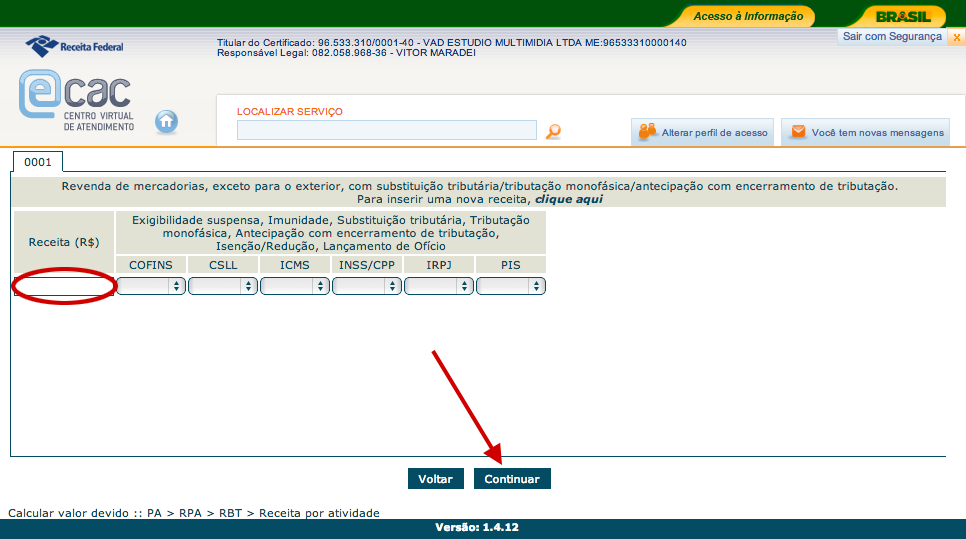 Acesso à Informação
BRASIL
Receita Federal
Titular do Certificado: 96.533.310/0001-40 - VAD ESTUDIO MULTIMIDIA LTDA ME:96533310000140
Responsável Legal: 082.058.968-36 - VITOR MARADEI
Sair com Segurança x
ecac
CENTRO VIRTUAL
DE ATENDIMENTO
LOCALIZAR SERVIÇO
Alterar perfil de acesso
Você tem novas mensagens
0001
Revenda de mercadorias, exceto para o exterior, com substituição tributária/tributação monofásica/antecipação com encerramento de tributação.
Para inserir uma nova receita, clique aqui
Receita (R$)
Exigibilidade suspensa, Imunidade, Substituição tributária, Tributação
monofásica, Antecipação com encerramento de tributação,
Isenção/Redução, Lançamento de Ofício
COFINS CSLL ICMS INSS/CPP IRPJ PIS
Voltar Continuar
Calcular valor devido :: PA > RPA > RBT > Receita por atividade
Versão: 1.4.12